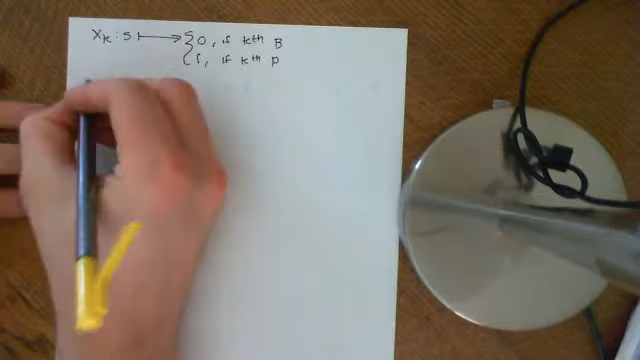 X_k : S ⟼ { 0, if kth B
{ 1, if kth P